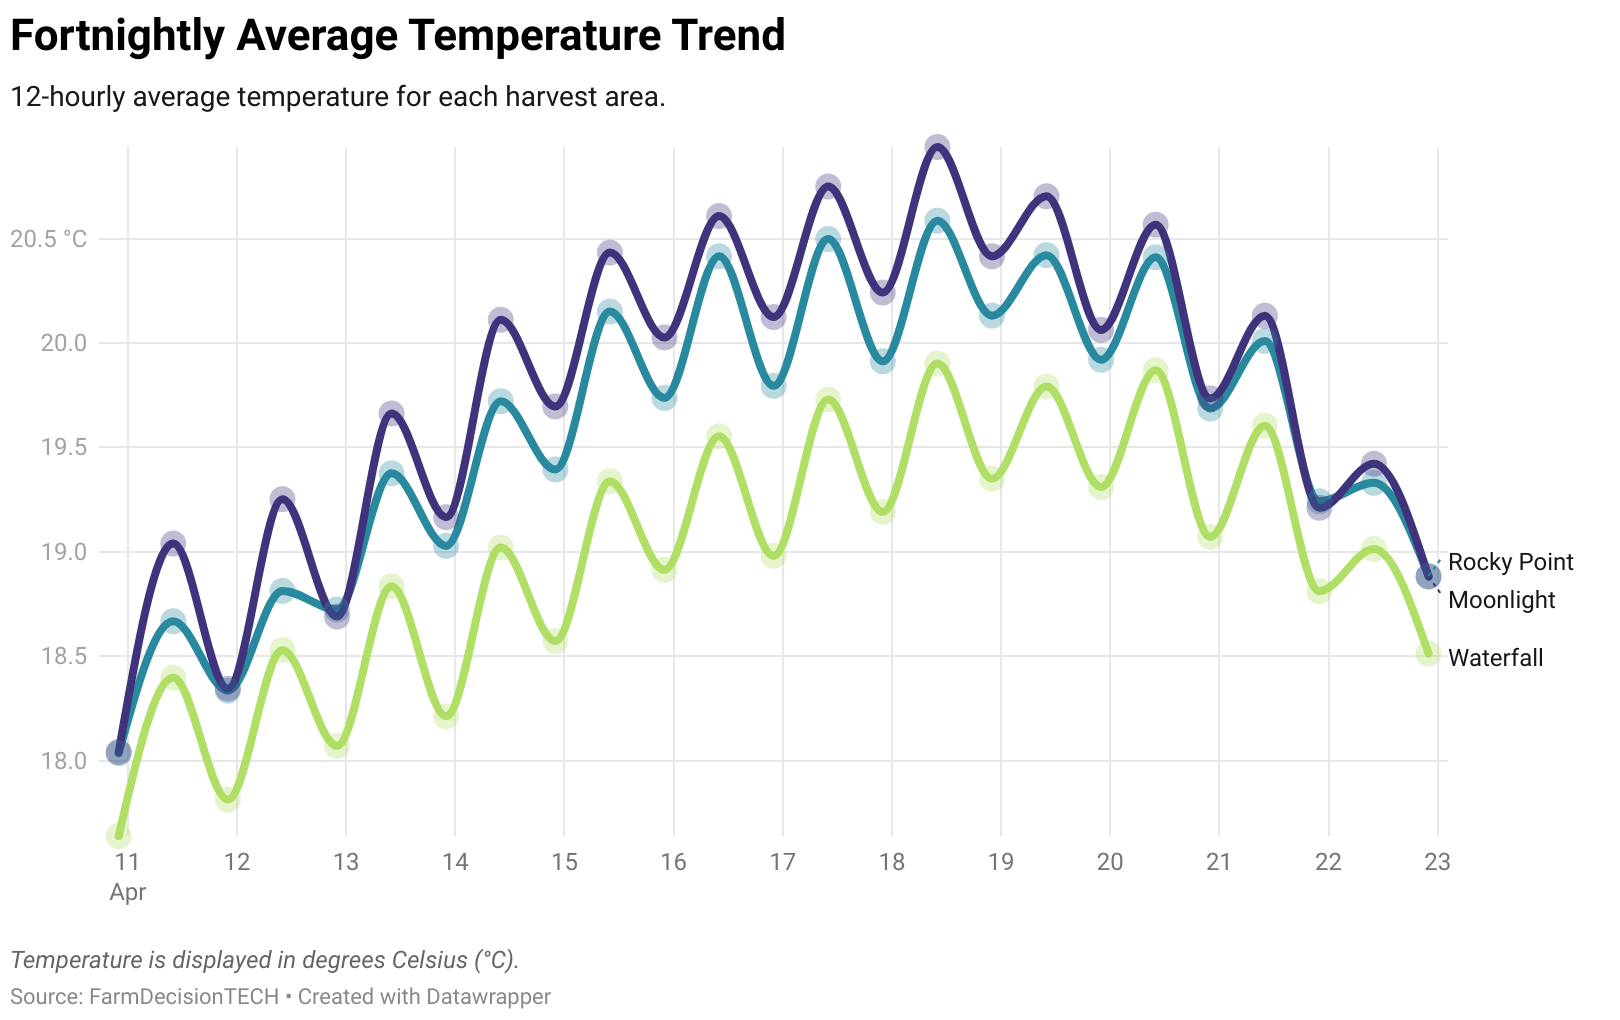 Fortnightly Average Temperature Trend
12-hourly average temperature for each harvest area.
20.5 °C
20.0
19.5
19.0
18.5
18.0
Rocky Point
Moonlight
Waterfall
11 12 13 14 15 16 17 18 19 20 21 22 23
Apr
Temperature is displayed in degrees Celsius (°C).
Source: FarmDecisionTECH • Created with Datawrapper